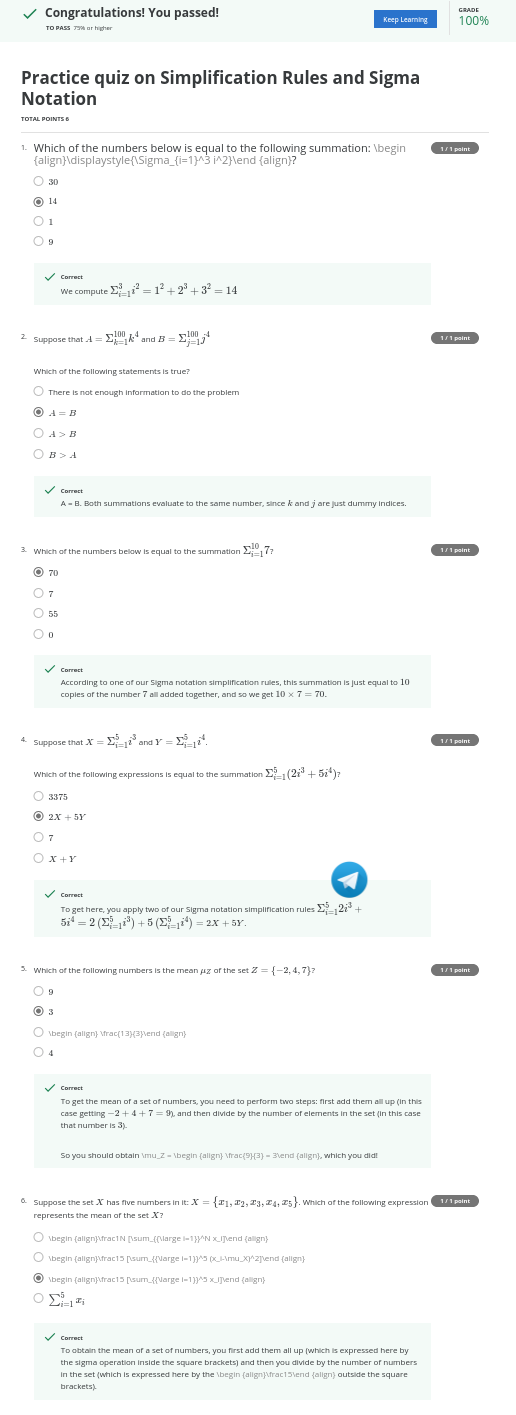 Congratulations! You passed!
TO PASS 75% or higher
Keep Learning
GRADE
100%
Practice quiz on Simplification Rules and Sigma
Notation
TOTAL POINTS 6
1. Which of the numbers below is equal to the following summation: \begin
{align}\displaystyle{\Sigma_{i=1}^3 i^2}\end {align}?
1 / 1 point
30
14
1
9
Correct
We compute Σ_{i=1}^3 i^2 = 1^2 + 2^3 + 3^2 = 14
2. Suppose that A = Σ_{k=1}^{100} k^4 and B = Σ_{j=1}^{100} j^4
1 / 1 point
Which of the following statements is true?
There is not enough information to do the problem
A = B
A > B
B > A
Correct
A = B. Both summations evaluate to the same number, since k and j are just dummy indices.
3. Which of the numbers below is equal to the summation Σ_{i=1}^{10} 7?
1 / 1 point
70
7
55
0
Correct
According to one of our Sigma notation simplification rules, this summation is just equal to 10
copies of the number 7 all added together, and so we get 10 × 7 = 70.
4. Suppose that X = Σ_{i=1}^5 i^3 and Y = Σ_{i=1}^5 i^4.
1 / 1 point
Which of the following expressions is equal to the summation Σ_{i=1}^5 (2i^3 + 5i^4)?
3375
2X + 5Y
7
X + Y
Correct
To get here, you apply two of our Sigma notation simplification rules Σ_{i=1}^5 2i^3 +
5i^4 = 2 (Σ_{i=1}^5 i^3) + 5 (Σ_{i=1}^5 i^4) = 2X + 5Y.
5. Which of the following numbers is the mean μ_Z of the set Z = {−2, 4, 7}?
1 / 1 point
9
3
\begin {align} \frac{13}{3}\end {align}
4
Correct
To get the mean of a set of numbers, you need to perform two steps: first add them all up (in this
case getting −2 + 4 + 7 = 9), and then divide by the number of elements in the set (in this case
that number is 3).
So you should obtain \mu_Z = \begin {align} \frac{9}{3} = 3\end {align}, which you did!
6. Suppose the set X has five numbers in it: X = {x_1, x_2, x_3, x_4, x_5}. Which of the following expression
represents the mean of the set X?
1 / 1 point
\begin {align}\frac1N [\sum_{{\large i=1}}^N x_i]\end {align}
\begin {align}\frac15 [\sum_{{\large i=1}}^5 (x_i-\mu_X)^2]\end {align}
\begin {align}\frac15 [\sum_{{\large i=1}}^5 x_i]\end {align}
∑_{i=1}^5 x_i
Correct
To obtain the mean of a set of numbers, you first add them all up (which is expressed here by
the sigma operation inside the square brackets) and then you divide by the number of numbers
in the set (which is expressed here by the \begin {align}\frac15\end {align} outside the square
brackets).